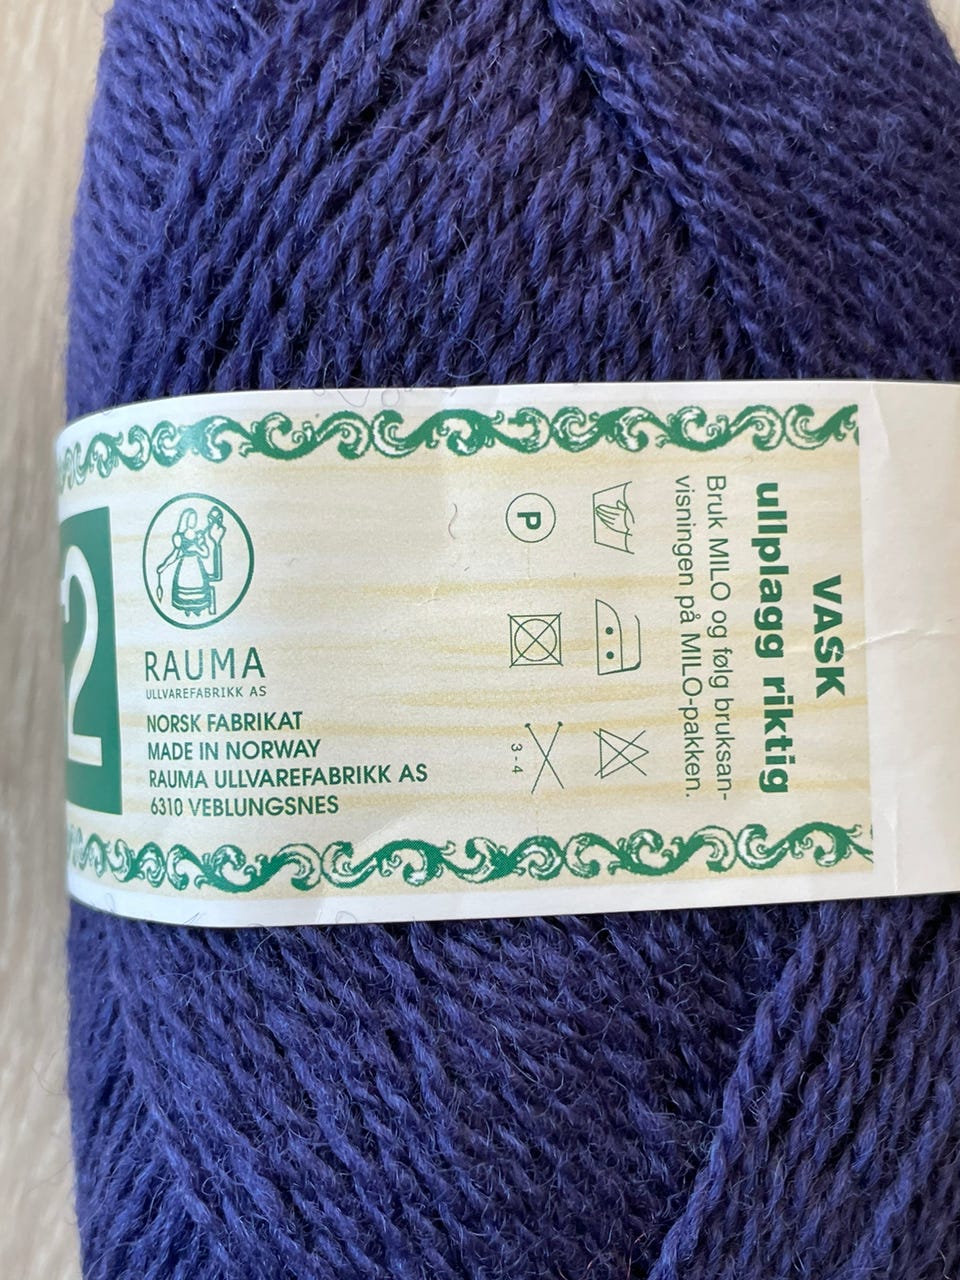 2
RAUMA
ULLVAREFABRIKK AS
NORSK FABRIKAT
MADE IN NORWAY
RAUMA ULLVAREFABRIKK AS
6310 VEBLUNGSNES
VASK
ullplagg riktig
Bruk MILO og følg bruksan-
visningen på MILO-pakken.
P
3 - 4